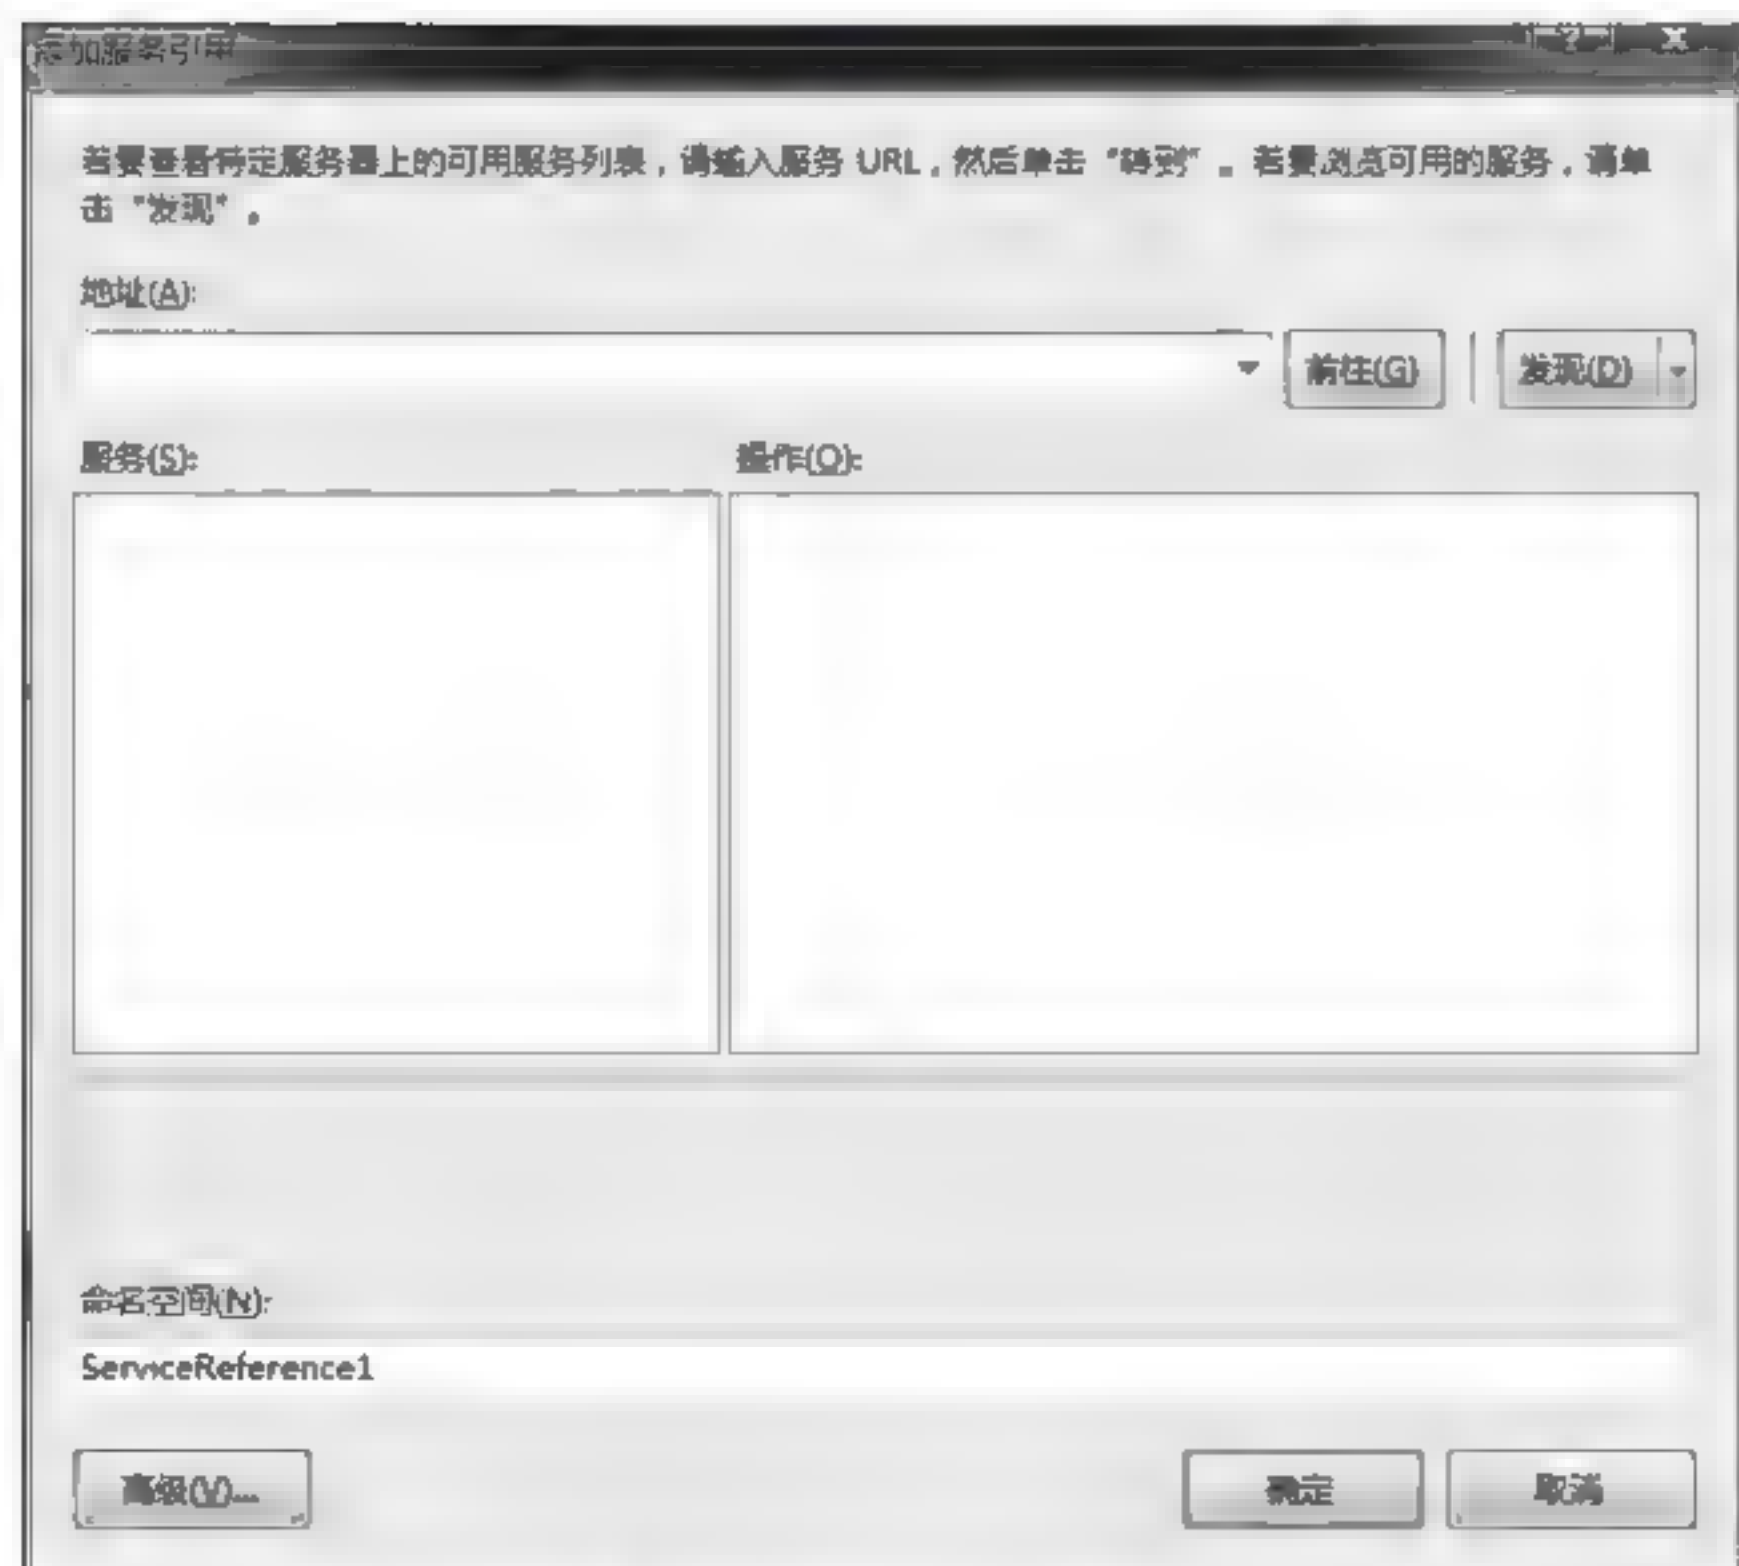 添加服务引用
若要查看特定服务器上的可用服务列表，请输入服务 URL，然后单击 "转到" 。若要浏览可用的服务，请单
击 "发现" 。
地址(A):
前往(G)
发现(D)
服务(S):
操作(O):
命名空间(N):
ServiceReference1
高级(V)...
确定
取消